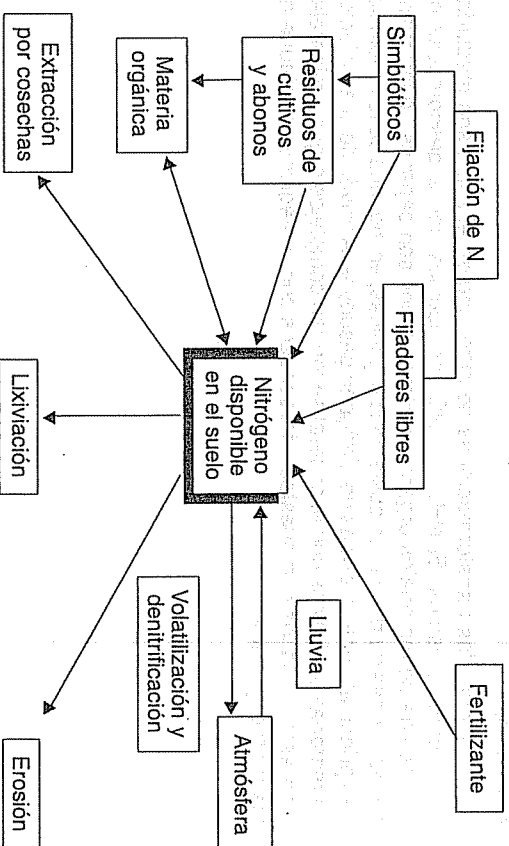 Fijación de N
Simbióticos
Fijadores libres
Fertilizante
Residuos de
cultivos
y abonos
Lluvia
Materia
orgánica
Nitrógeno
disponible
en el suelo
Atmósfera
Volatilización y
denitrificación
Extracción
por cosechas
Lixiviación
Erosión